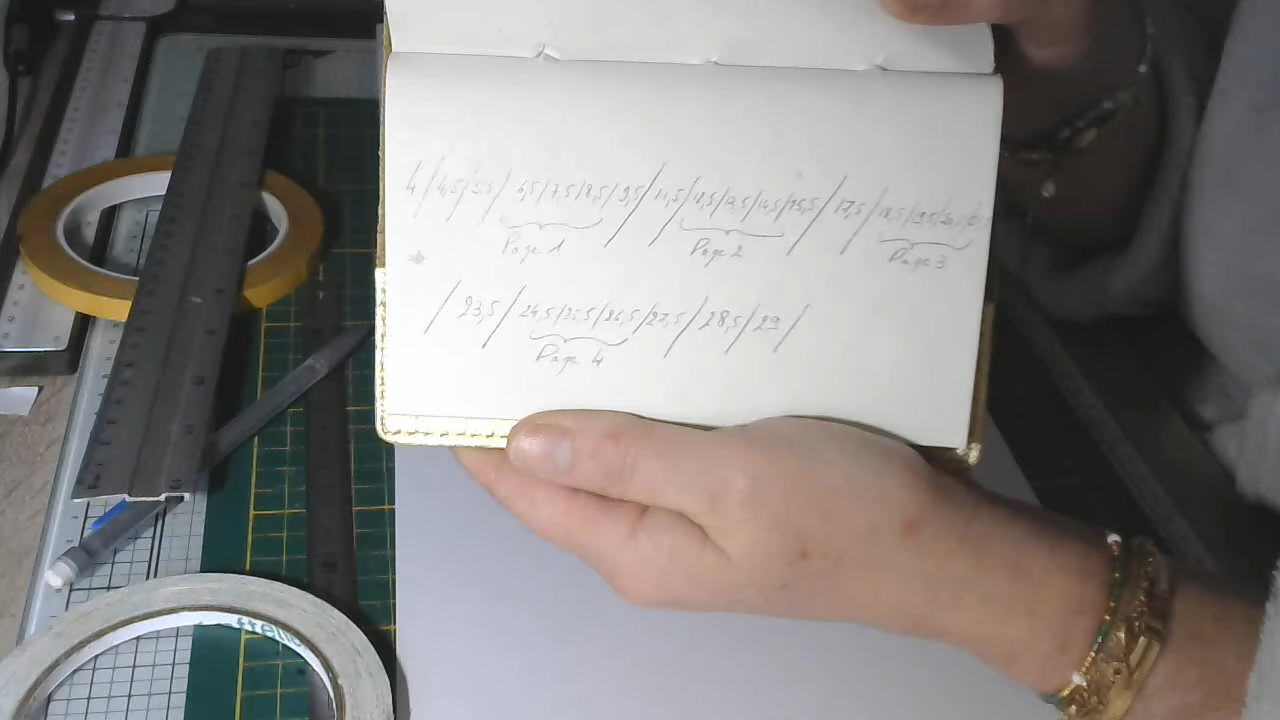 4 / 4,5 / 5,5 / 6,5 / 7,5 / 8,5 / 9,5 / 11,5 / 12,5 / 13,5 / 14,5 / 15,5 / 17,5 / 18,5 / 19,5 / 20,5 /
Page 1 Page 2 Page 3
/ 23,5 / 24,5 / 25,5 / 26,5 / 27,5 / 28,5 / 29 /
Page 4